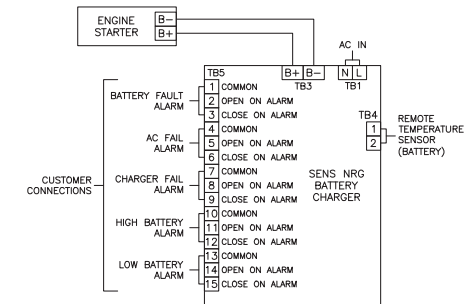 ENGINE
STARTER
B-
B+
AC IN
B+ B-
TB3
N L
TB1
TB5
1 COMMON
2 OPEN ON ALARM
3 CLOSE ON ALARM
4 COMMON
5 OPEN ON ALARM
6 CLOSE ON ALARM
7 COMMON
8 OPEN ON ALARM
9 CLOSE ON ALARM
10 COMMON
11 OPEN ON ALARM
12 CLOSE ON ALARM
13 COMMON
14 OPEN ON ALARM
15 CLOSE ON ALARM
BATTERY FAULT
ALARM
AC FAIL
ALARM
CHARGER FAIL
ALARM
HIGH BATTERY
ALARM
LOW BATTERY
ALARM
CUSTOMER
CONNECTIONS
SENS NRG
BATTERY
CHARGER
TB4
1
2
REMOTE
TEMPERATURE
SENSOR
(BATTERY)